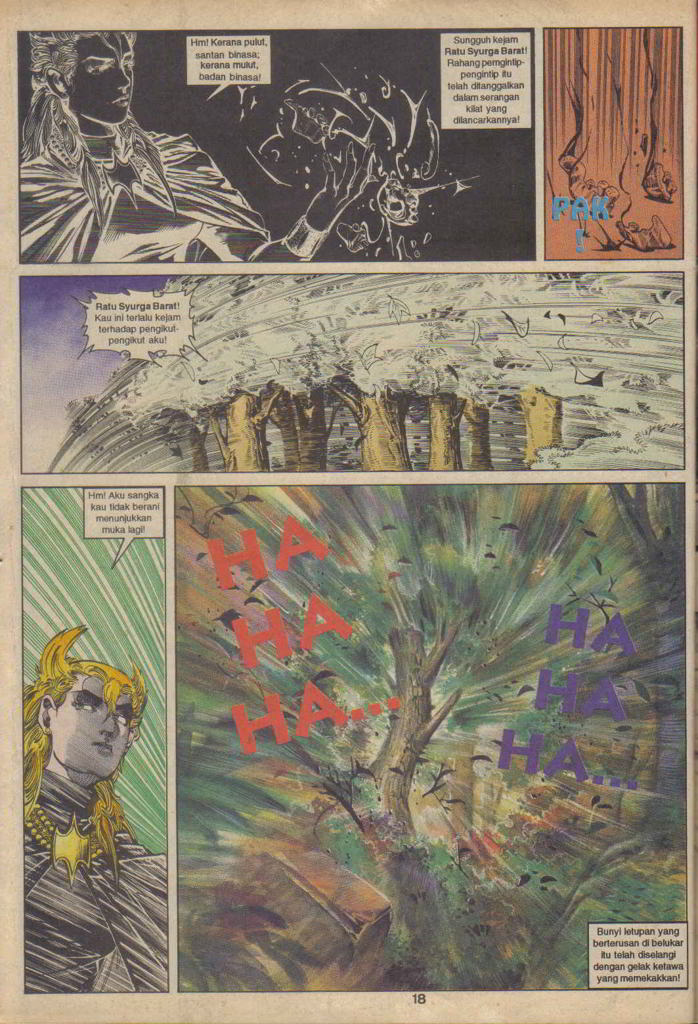 Hm! Kerana pulut,
santan binasa;
kerana mulut,
badan binasa!
Sungguh kejam
Ratu Syurga Barat!
Rahang pemgintip-
pengintip itu
telah ditanggalkan
dalam serangan
kilat yang
dilancarkannya!
PAK
!
Ratu Syurga Barat!
Kau ini terlalu kejam
terhadap pengikut-
pengikut aku!
Hm! Aku sangka
kau tidak berani
menunjukkan
muka lagi!
HA
HA
HA...
HA
HA
HA...
Bunyi letupan yang
berterusan di belukar
itu telah diselangi
dengan gelak ketawa
yang memekakkan!
18